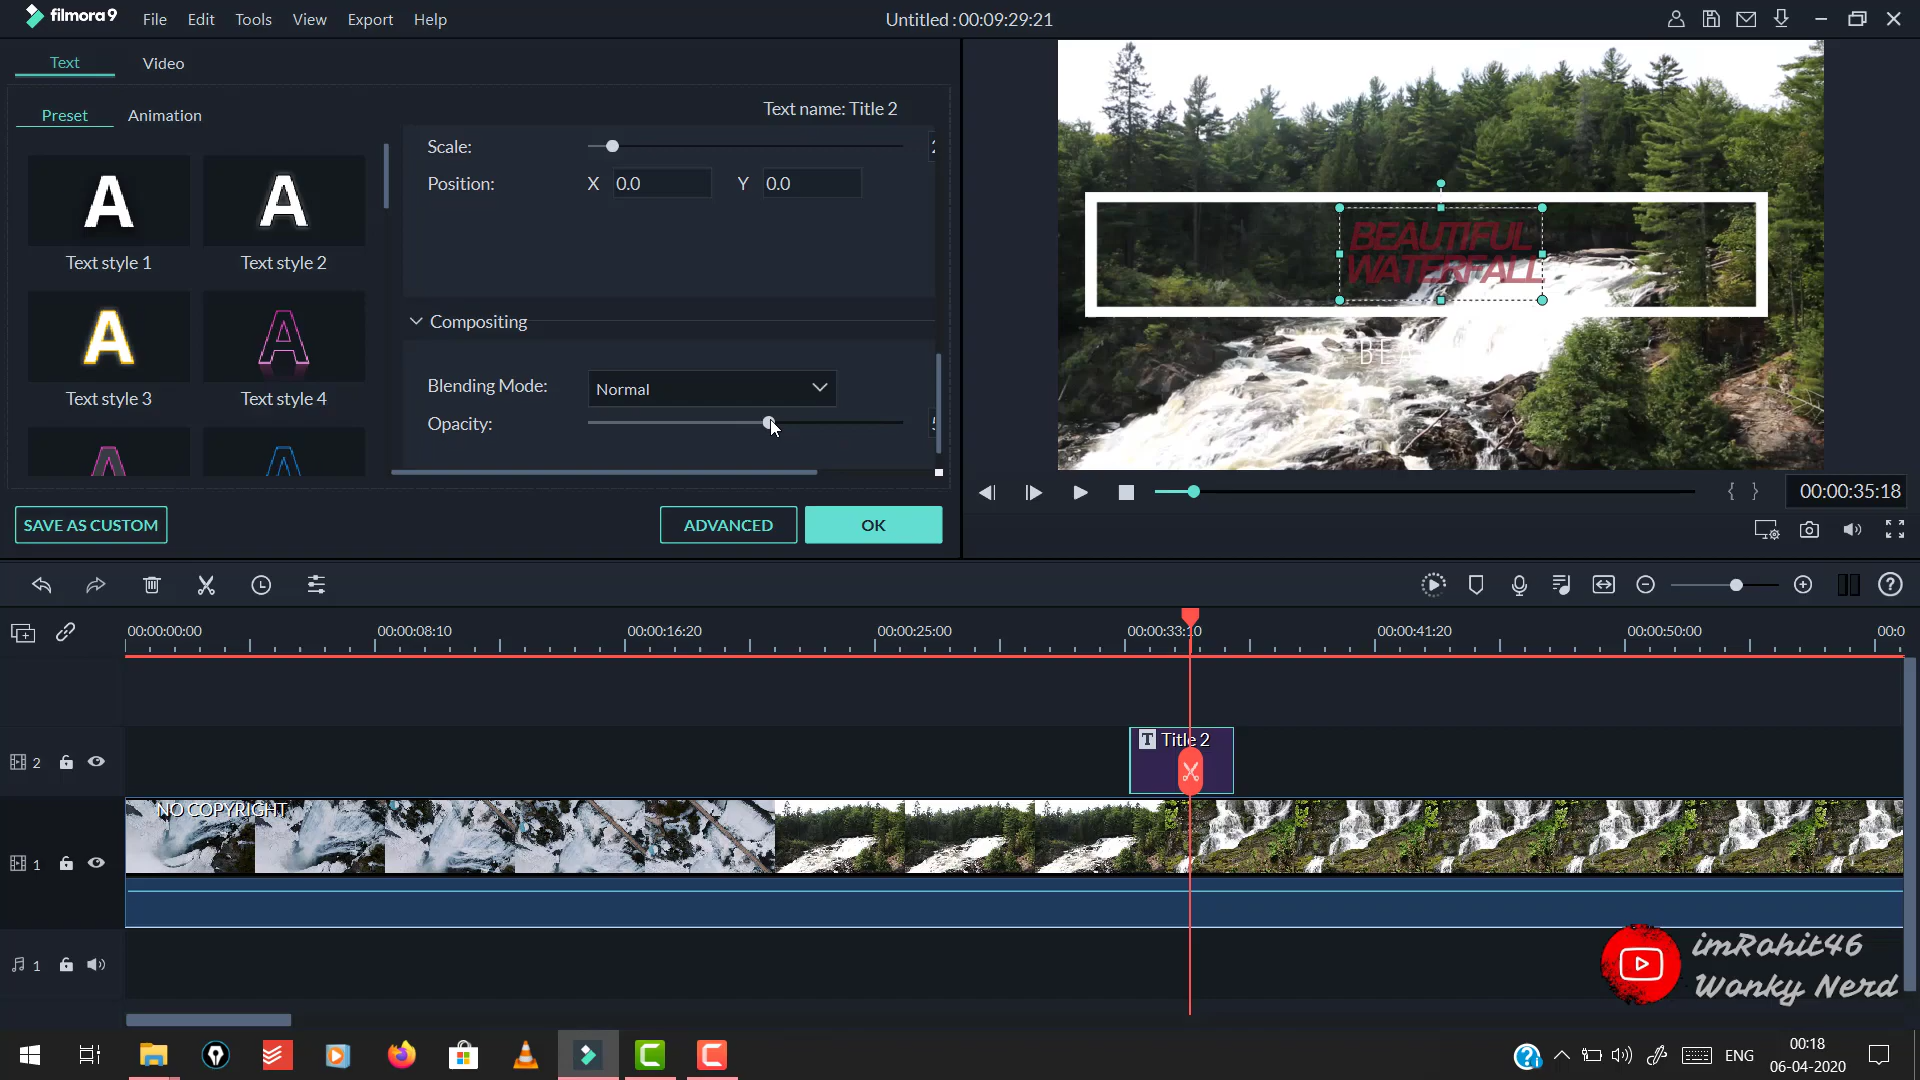 filmora9
File Edit Tools View Export Help
Untitled : 00:09:29:21
Text Video
Preset Animation
Text name: Title 2
Text style 1
Text style 2
Text style 3
Text style 4
Scale:
Position: X 0.0 Y 0.0
Compositing
Blending Mode: Normal
Opacity:
SAVE AS CUSTOM
ADVANCED
OK
BEAUTIFUL
WATERFALL
00:00:35:18
00:00:00:00 00:00:08:10 00:00:16:20 00:00:25:00 00:00:33:10 00:00:41:20 00:00:50:00 00:0
2
T Title 2
NO COPYRIGHT
1
1
imRohit46
Wonky Nerd
ENG
00:18
06-04-2020